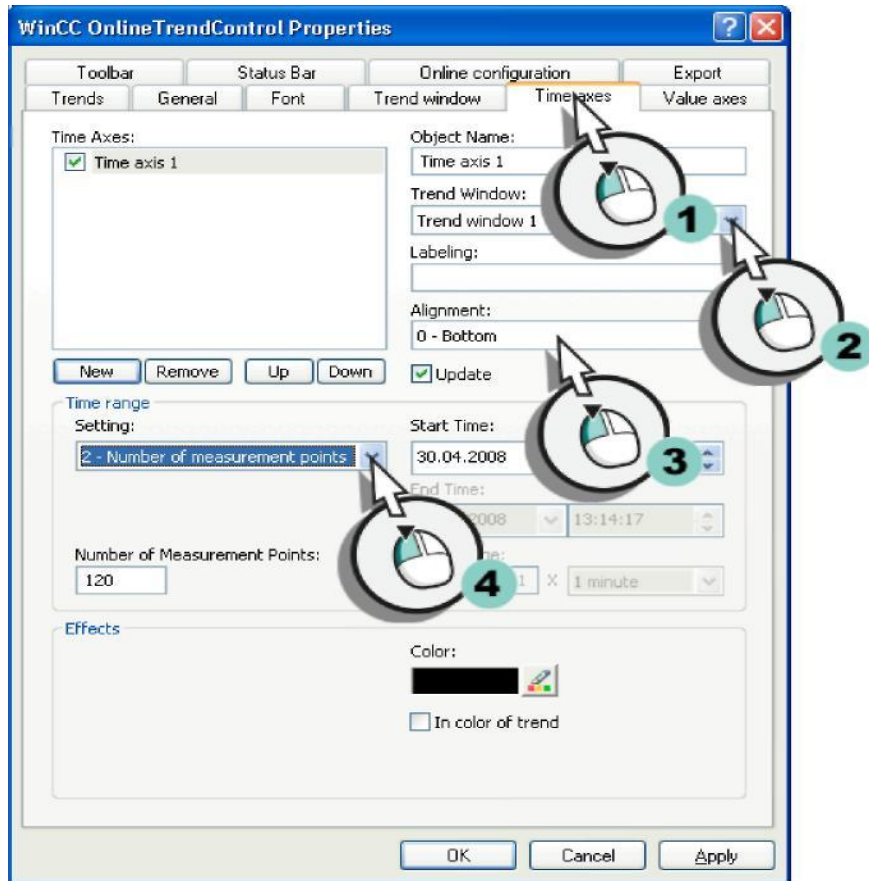 WinCC OnlineTrendControl Properties
Toolbar Status Bar Online configuration Export
Trends General Font Trend window Time axes Value axes
Time Axes:
Time axis 1
New Remove Up Down
Object Name:
Time axis 1
Trend Window:
Trend window 1
Labeling:
Alignment:
0 - Bottom
Update
1
2
3
4
Time range
Setting:
2 - Number of measurement points
Start Time:
30.04.2008
End Time:
2008 13:14:17
Number of Measurement Points:
120
1 X 1 minute
Effects
Color:
In color of trend
OK Cancel Apply